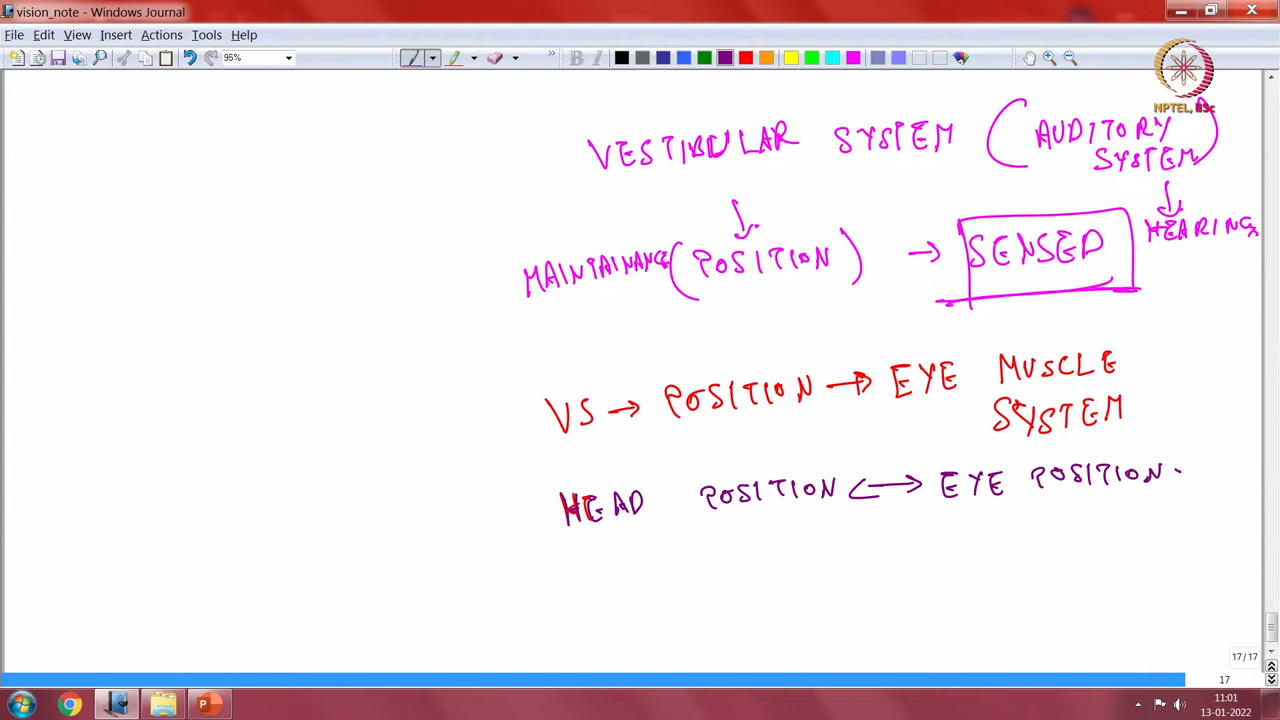 vision_note - Windows Journal
File Edit View Insert Actions Tools Help
95%
NPTEL, IISc
VESTIBULAR SYSTEM (AUDITORY SYSTEM)
↓
HEARING
↓
MAINTAINANCE (POSITION) → SENSED
VS → POSITION → EYE MUSCLE
SYSTEM
HEAD POSITION ↔ EYE POSITION.
17/17
17
11:01
13-01-2022